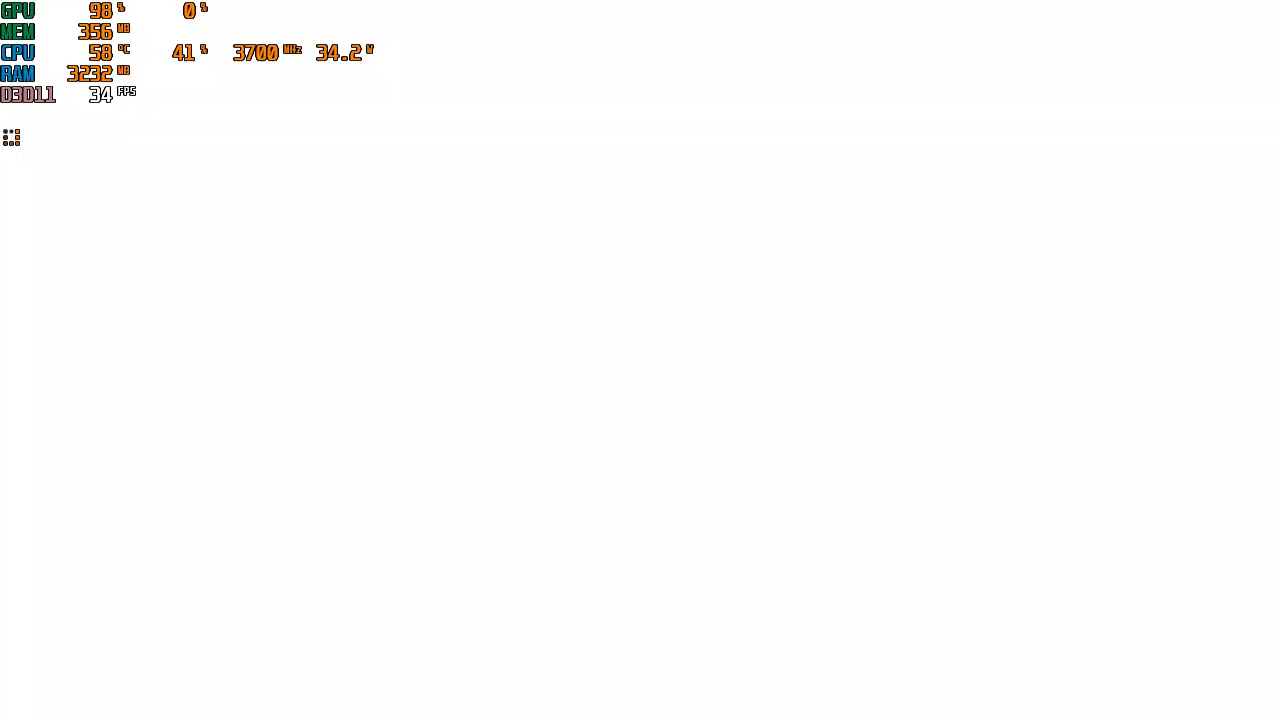 GPU 98 % 0 %
MEM 356 MB
CPU 58 °C 41 % 3700 MHz 34.2 W
RAM 3232 MB
D3D11 34 FPS